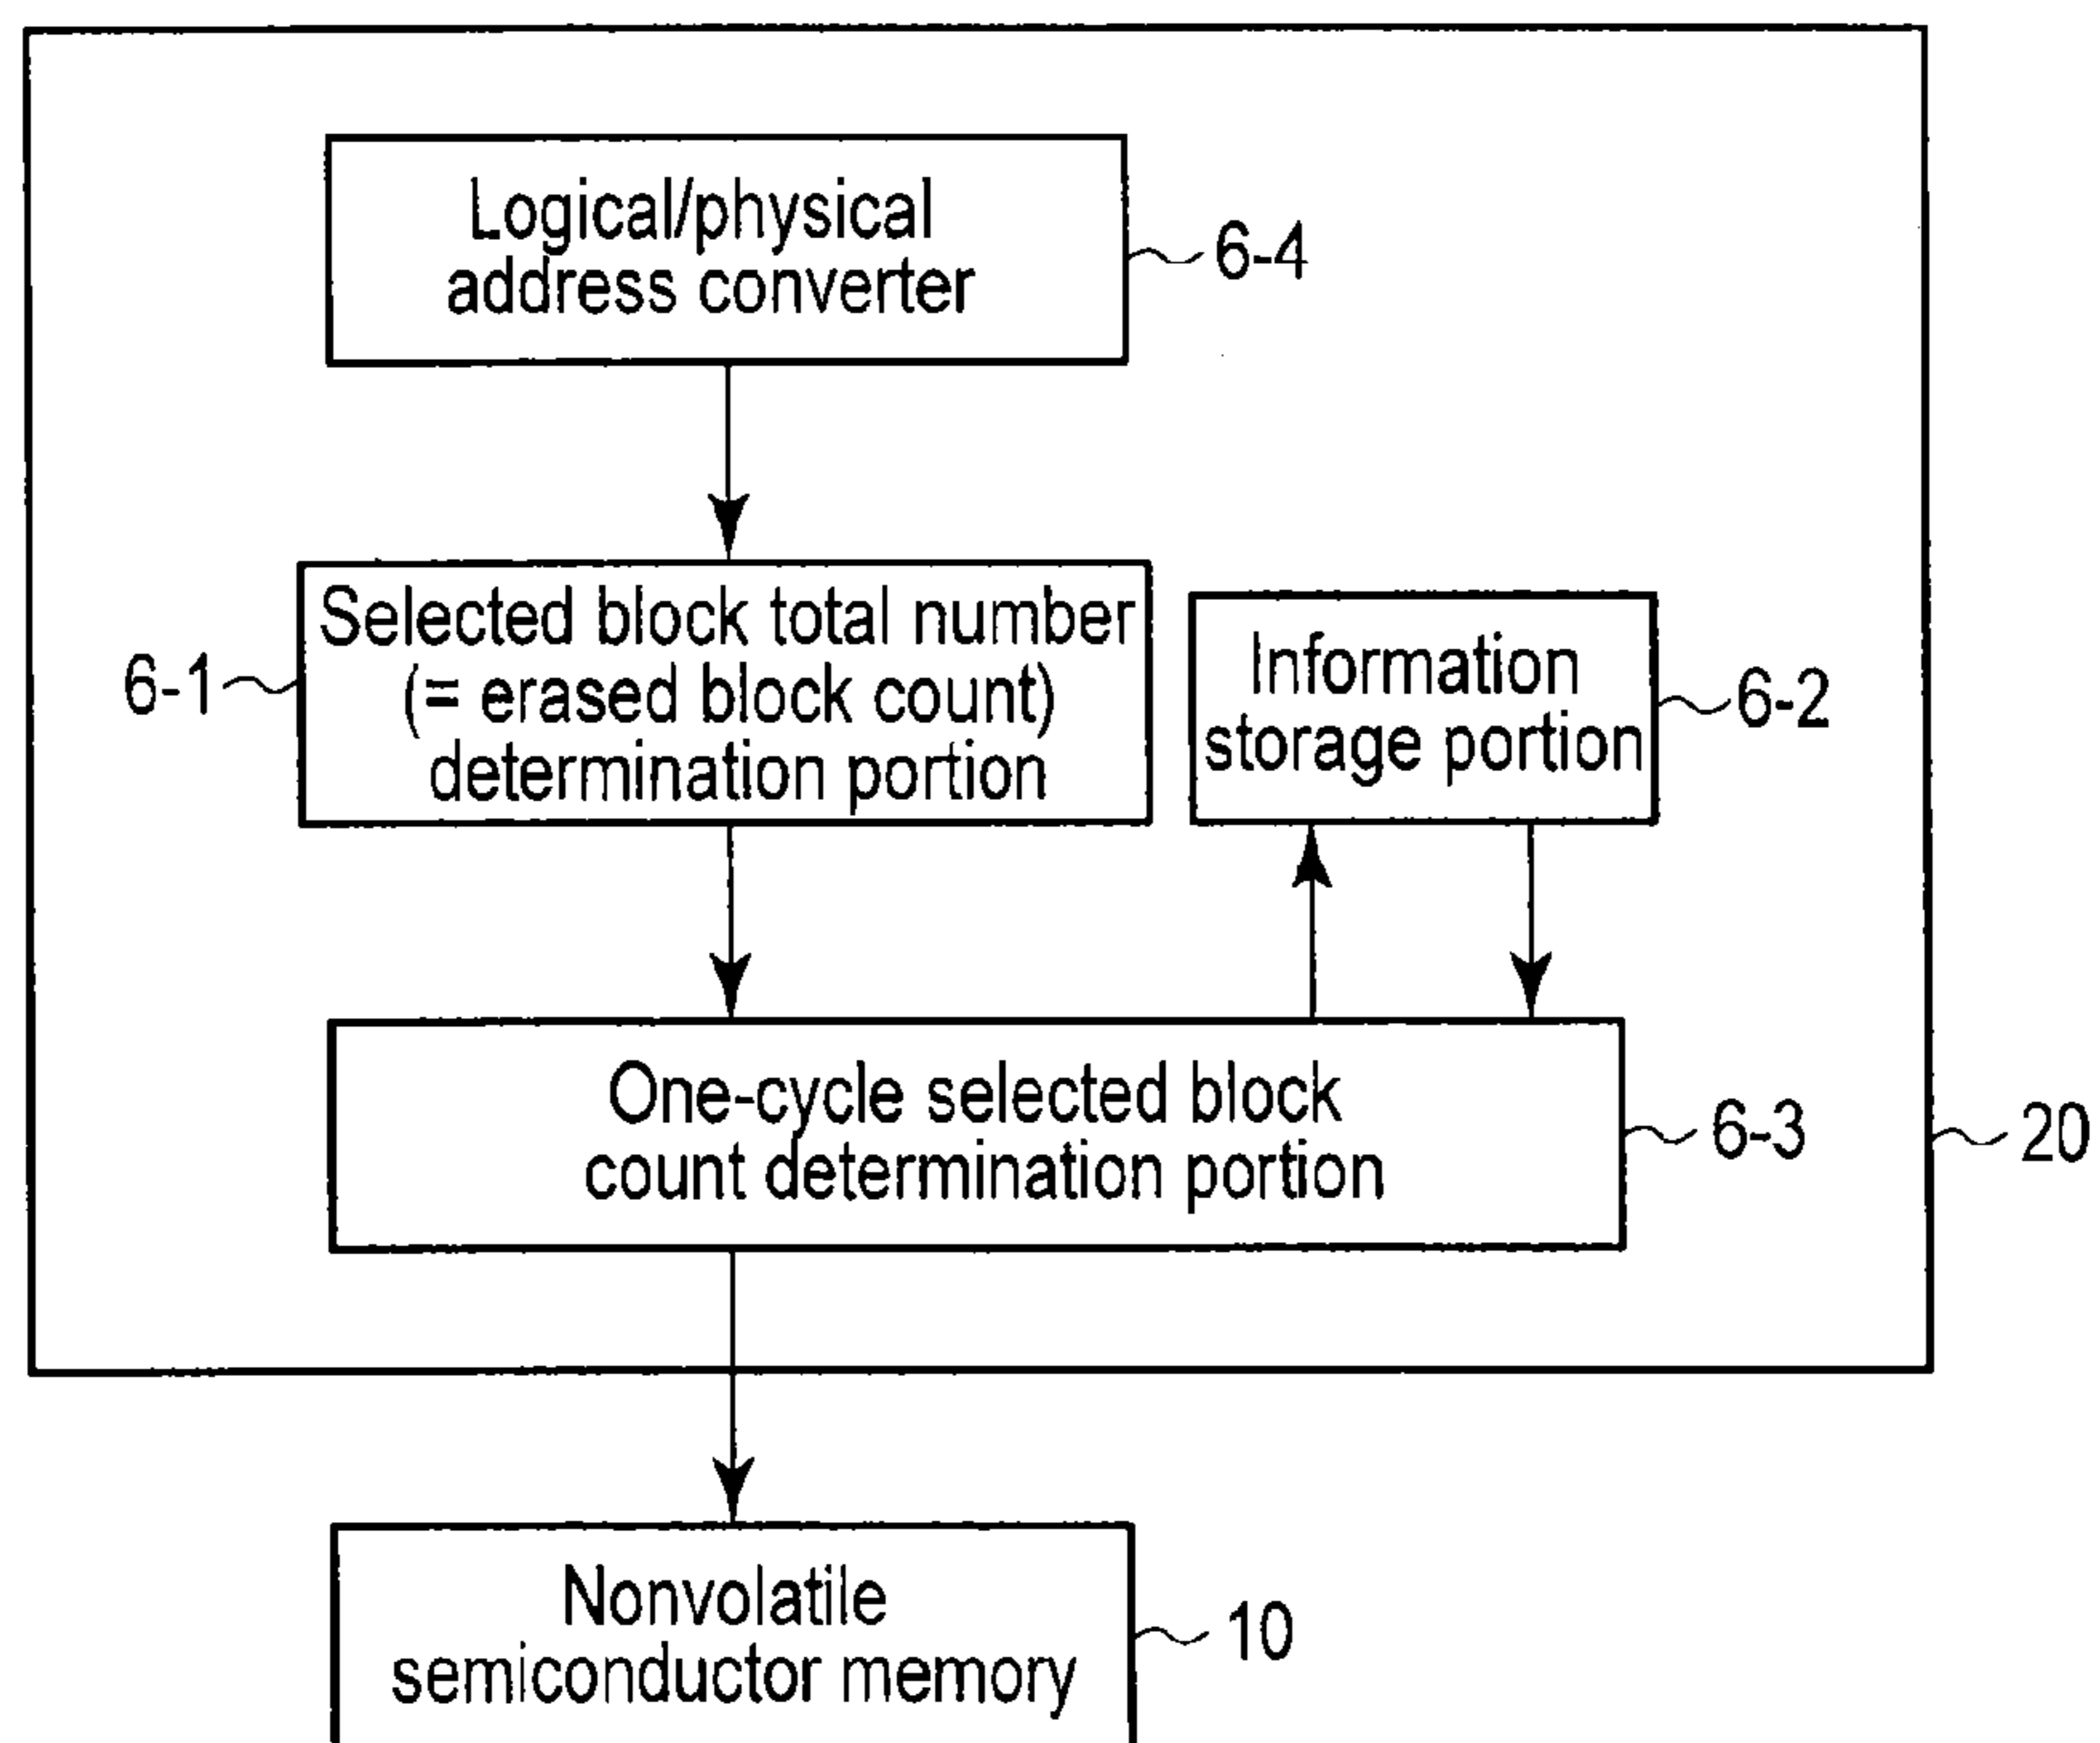 Logical/physical
address converter
6-4
Selected block total number
(= erased block count)
determination portion
6-1
Information
storage portion
6-2
One-cycle selected block
count determination portion
6-3
20
Nonvolatile
semiconductor memory
10